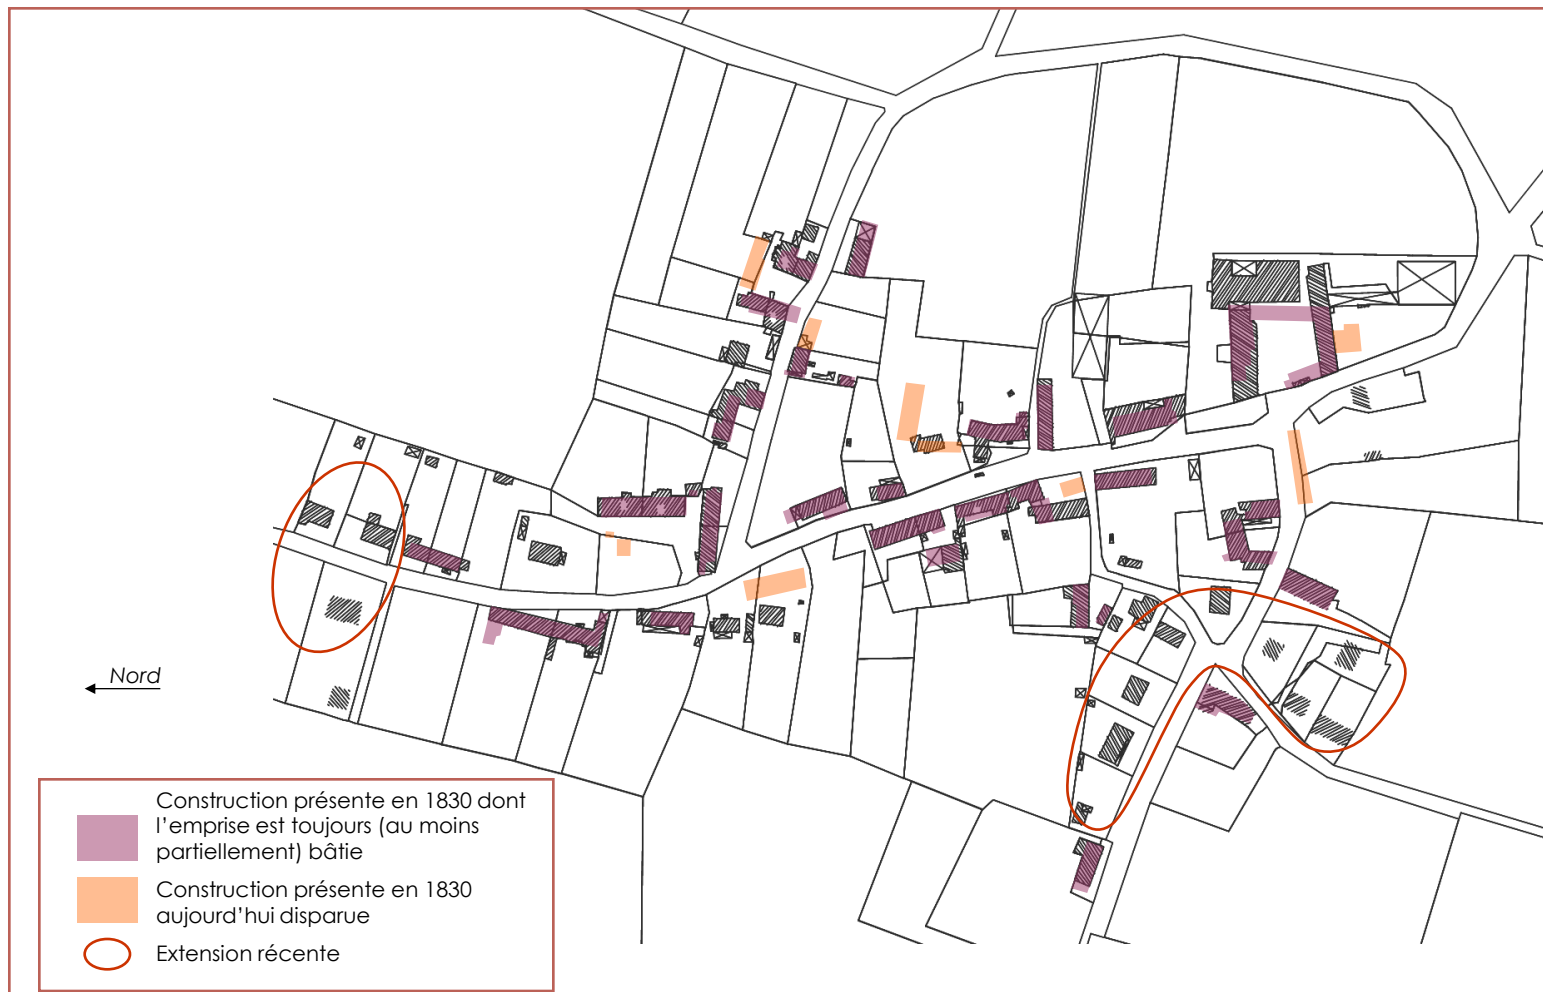 Nord
Construction présente en 1830 dont
l’emprise est toujours (au moins
partiellement) bâtie
Construction présente en 1830
aujourd’hui disparue
Extension récente